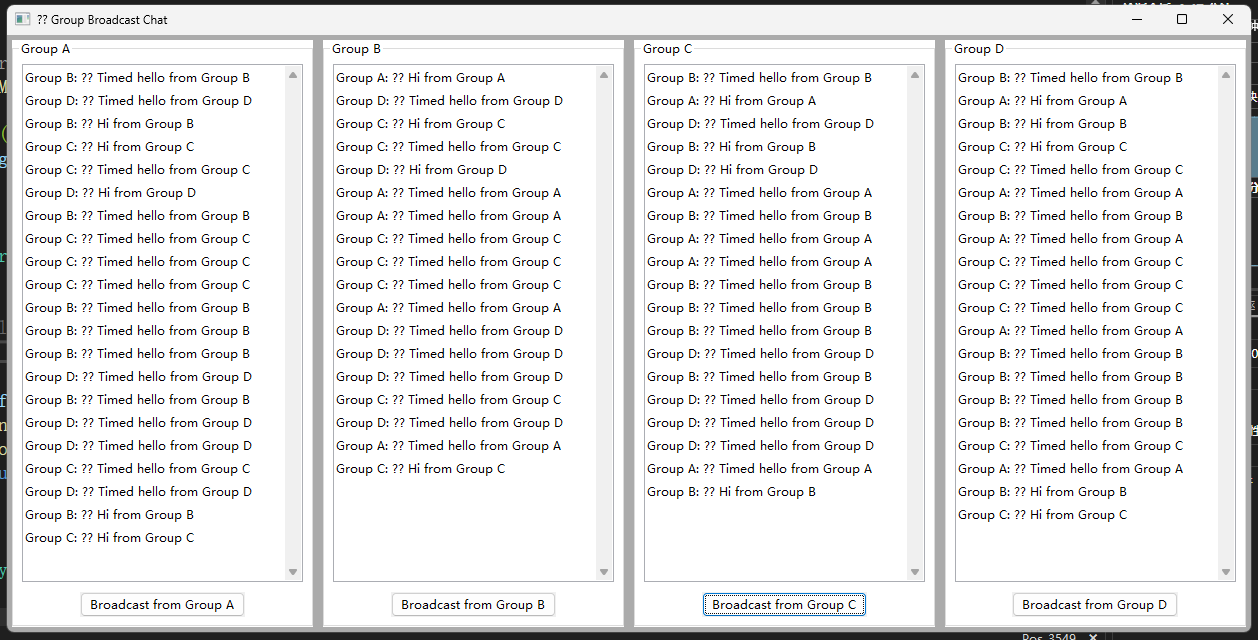 ?? Group Broadcast Chat
Group A
Group B: ?? Timed hello from Group B
Group D: ?? Timed hello from Group D
Group B: ?? Hi from Group B
Group C: ?? Hi from Group C
Group C: ?? Timed hello from Group C
Group D: ?? Hi from Group D
Group B: ?? Timed hello from Group B
Group C: ?? Timed hello from Group C
Group C: ?? Timed hello from Group C
Group C: ?? Timed hello from Group C
Group B: ?? Timed hello from Group B
Group B: ?? Timed hello from Group B
Group B: ?? Timed hello from Group B
Group D: ?? Timed hello from Group D
Group B: ?? Timed hello from Group B
Group D: ?? Timed hello from Group D
Group D: ?? Timed hello from Group D
Group C: ?? Timed hello from Group C
Group D: ?? Timed hello from Group D
Group B: ?? Hi from Group B
Group C: ?? Hi from Group C
Broadcast from Group A
Group B
Group A: ?? Hi from Group A
Group D: ?? Timed hello from Group D
Group C: ?? Hi from Group C
Group C: ?? Timed hello from Group C
Group D: ?? Hi from Group D
Group A: ?? Timed hello from Group A
Group A: ?? Timed hello from Group A
Group C: ?? Timed hello from Group C
Group C: ?? Timed hello from Group C
Group C: ?? Timed hello from Group C
Group A: ?? Timed hello from Group A
Group D: ?? Timed hello from Group D
Group D: ?? Timed hello from Group D
Group D: ?? Timed hello from Group D
Group C: ?? Timed hello from Group C
Group D: ?? Timed hello from Group D
Group A: ?? Timed hello from Group A
Group C: ?? Hi from Group C
Broadcast from Group B
Group C
Group B: ?? Timed hello from Group B
Group A: ?? Hi from Group A
Group D: ?? Timed hello from Group D
Group B: ?? Hi from Group B
Group D: ?? Hi from Group D
Group A: ?? Timed hello from Group A
Group B: ?? Timed hello from Group B
Group A: ?? Timed hello from Group A
Group A: ?? Timed hello from Group A
Group B: ?? Timed hello from Group B
Group B: ?? Timed hello from Group B
Group B: ?? Timed hello from Group B
Group D: ?? Timed hello from Group D
Group B: ?? Timed hello from Group B
Group D: ?? Timed hello from Group D
Group D: ?? Timed hello from Group D
Group D: ?? Timed hello from Group D
Group A: ?? Timed hello from Group A
Group B: ?? Hi from Group B
Broadcast from Group C
Group D
Group B: ?? Timed hello from Group B
Group A: ?? Hi from Group A
Group B: ?? Hi from Group B
Group C: ?? Hi from Group C
Group C: ?? Timed hello from Group C
Group A: ?? Timed hello from Group A
Group B: ?? Timed hello from Group B
Group A: ?? Timed hello from Group A
Group C: ?? Timed hello from Group C
Group C: ?? Timed hello from Group C
Group C: ?? Timed hello from Group C
Group A: ?? Timed hello from Group A
Group B: ?? Timed hello from Group B
Group B: ?? Timed hello from Group B
Group B: ?? Timed hello from Group B
Group B: ?? Timed hello from Group B
Group C: ?? Timed hello from Group C
Group A: ?? Timed hello from Group A
Group B: ?? Hi from Group B
Group C: ?? Hi from Group C
Broadcast from Group D